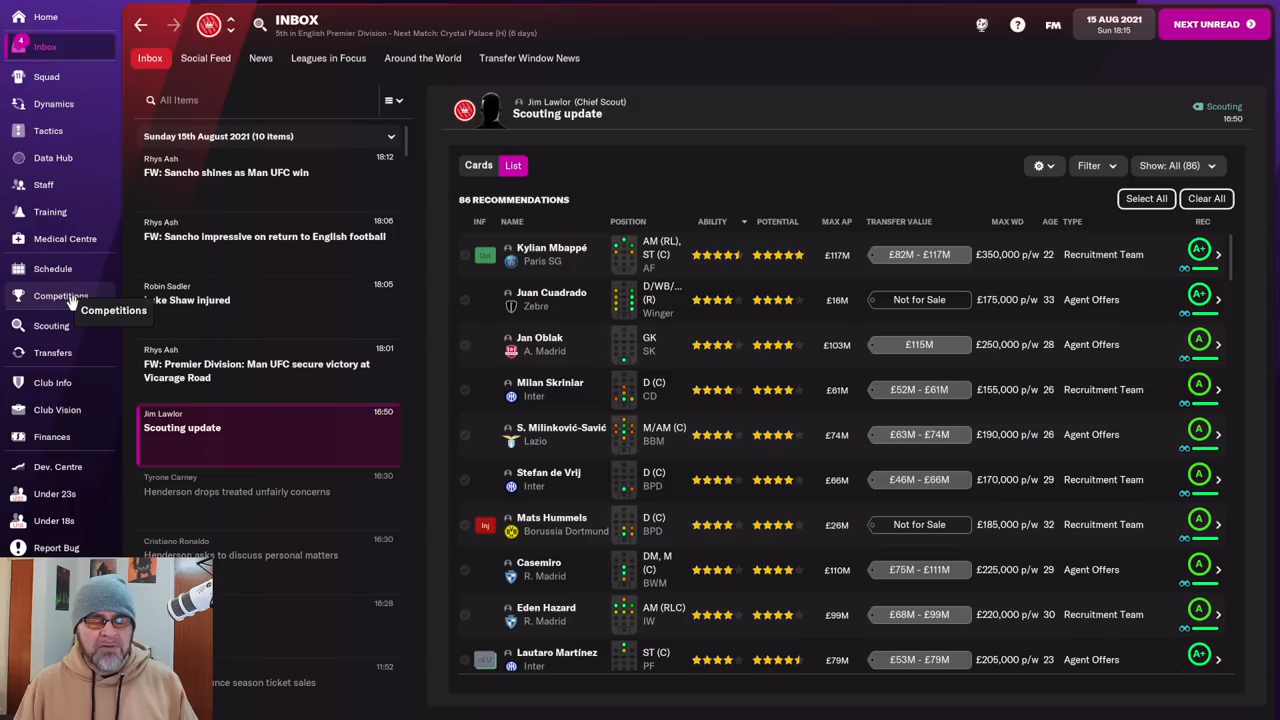 Home
INBOX
5th in English Premier Division - Next Match: Crystal Palace (H) (6 days)
FM
15 AUG 2021
Sun 18:15
NEXT UNREAD
4
Inbox
Squad
Dynamics
Tactics
Data Hub
Staff
Training
Medical Centre
Schedule
Competitions
Competitions
Scouting
Transfers
Club Info
Club Vision
Finances
Dev. Centre
Under 23s
Under 18s
Report Bug
Inbox
Social Feed
News
Leagues in Focus
Around the World
Transfer Window News
All Items
Sunday 15th August 2021 (10 items)
Rhys Ash 18:12
FW: Sancho shines as Man UFC win
Rhys Ash 18:06
FW: Sancho impressive on return to English football
Robin Sadler 18:05
ke Shaw injured
Rhys Ash 18:01
FW: Premier Division: Man UFC secure victory at
Vicarage Road
Jim Lawlor 16:50
Scouting update
Tyrone Carney 16:30
Henderson drops treated unfairly concerns
Cristiano Ronaldo 16:30
Henderson asks to discuss personal matters
16:28
11:52
nce season ticket sales
Jim Lawlor (Chief Scout)
Scouting update
Scouting
16:50
Cards List
Filter
Show: All (86)
86 RECOMMENDATIONS
Select All
Clear All
INF NAME POSITION ABILITY POTENTIAL MAX AP TRANSFER VALUE MAX WD AGE TYPE REC
Kylian Mbappé
Paris SG
AM (RL),
ST (C)
AF
£117M £82M - £117M £350,000 p/w 22 Recruitment Team A+
Juan Cuadrado
Zebre
D/WB/...
(R)
Winger
£16M Not for Sale £175,000 p/w 33 Agent Offers A+
Jan Oblak
A. Madrid
GK
SK
£103M £115M £250,000 p/w 28 Agent Offers A
Milan Skriniar
Inter
D (C)
CD
£61M £52M - £61M £155,000 p/w 26 Recruitment Team A
S. Milinković-Savić
Lazio
M/AM (C)
BBM
£74M £63M - £74M £190,000 p/w 26 Agent Offers A
Stefan de Vrij
Inter
D (C)
BPD
£66M £46M - £66M £170,000 p/w 29 Agent Offers A
Inj
Mats Hummels
Borussia Dortmund
D (C)
BPD
£26M Not for Sale £185,000 p/w 32 Recruitment Team A
Casemiro
R. Madrid
DM, M
(C)
BWM
£110M £75M - £111M £225,000 p/w 29 Agent Offers A
Eden Hazard
R. Madrid
AM (RLC)
IW
£99M £68M - £99M £220,000 p/w 30 Recruitment Team A
Lautaro Martínez
Inter
ST (C)
PF
£79M £53M - £79M £205,000 p/w 23 Agent Offers A+